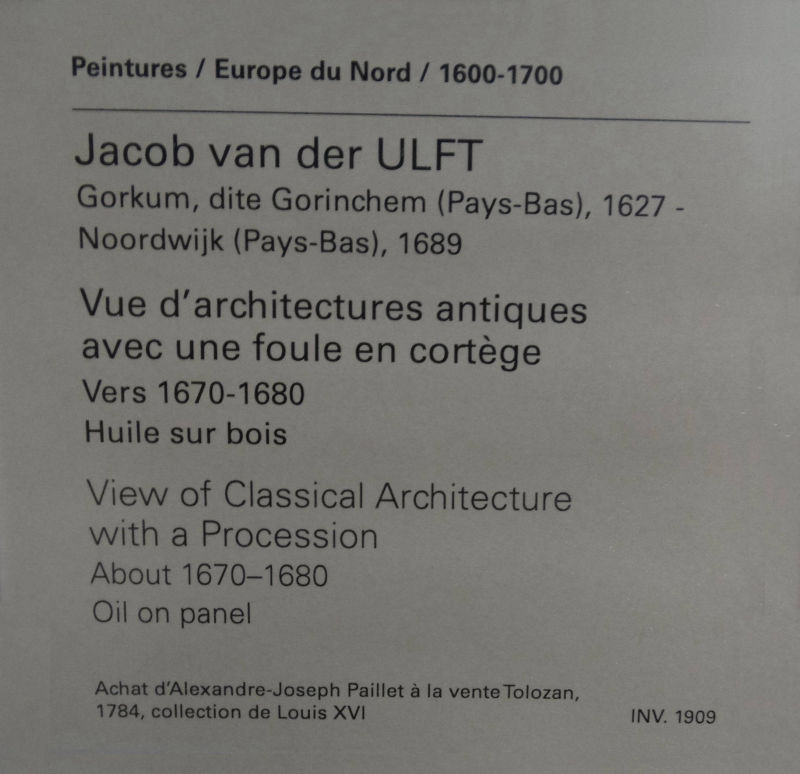 Peintures / Europe du Nord / 1600-1700
Jacob van der ULFT
Gorkum, dite Gorinchem (Pays-Bas), 1627 -
Noordwijk (Pays-Bas), 1689
Vue d'architectures antiques
avec une foule en cortège
Vers 1670-1680
Huile sur bois
View of Classical Architecture
with a Procession
About 1670–1680
Oil on panel
Achat d'Alexandre-Joseph Paillet à la vente Tolozan,
1784, collection de Louis XVI
INV. 1909